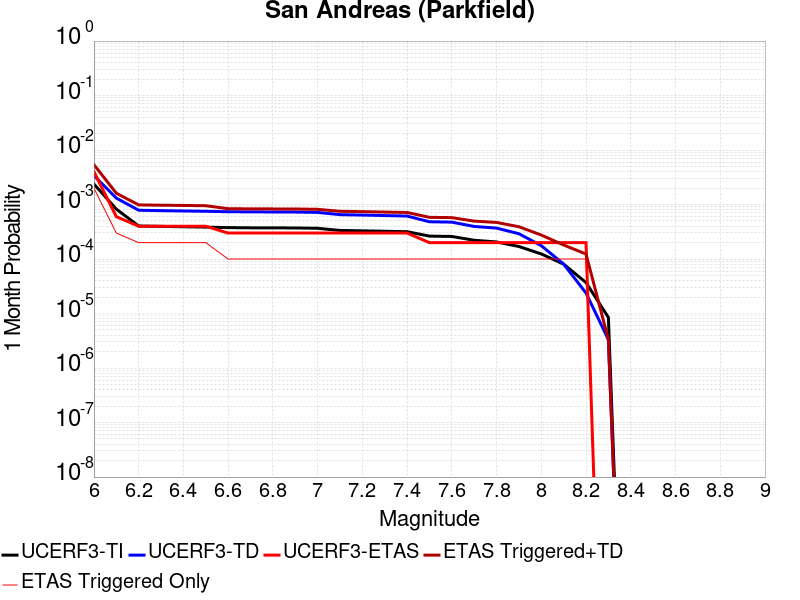 San Andreas (Parkfield)
10^0
10^-1
10^-2
10^-3
10^-4
10^-5
10^-6
10^-7
10^-8
1 Month Probability
6 6.2 6.4 6.6 6.8 7 7.2 7.4 7.6 7.8 8 8.2 8.4 8.6 8.8 9
Magnitude
UCERF3-TI UCERF3-TD UCERF3-ETAS ETAS Triggered+TD
ETAS Triggered Only